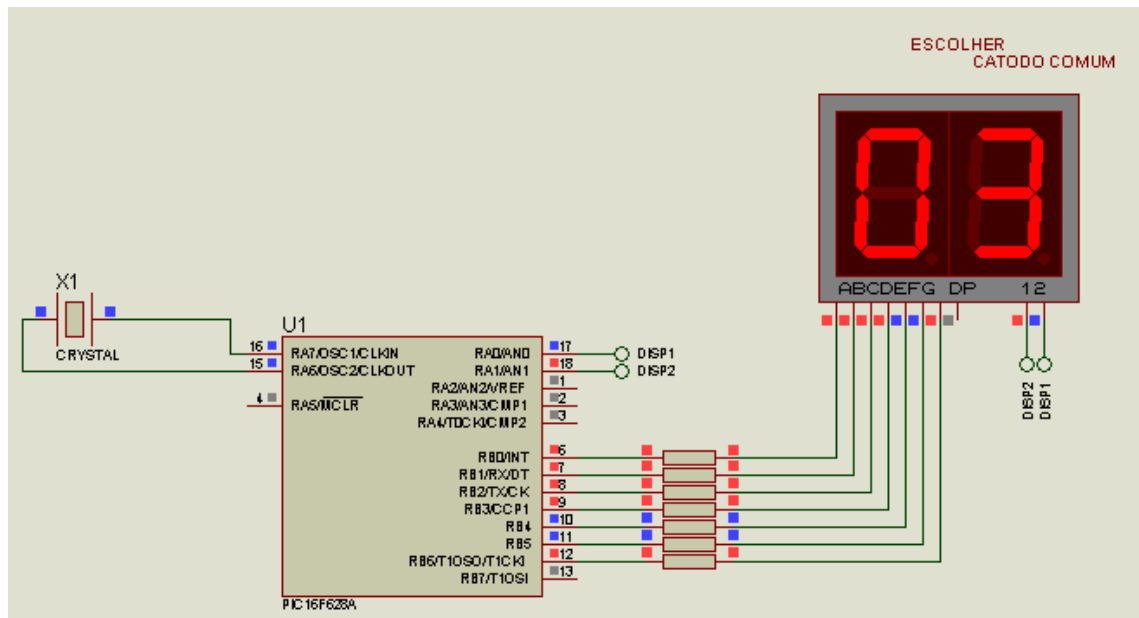 ESCOLHER
CATODO COMUM
ABCDEFG DP 12
X1
CRYSTAL
U1
16 RA7/OSC1/CLKIN RA0/AN0 17 DISP1
15 RA6/OSC2/CLKOUT RA1/AN1 18 DISP2
RA2/AN2/VREF 1
4 RA5/MCLR RA3/AN3/CMP1 2
RA4/T0CKI/CMP2 3
DISP2 DISP1
RB0/INT 6
RB1/RX/DT 7
RB2/TX/CK 8
RB3/CCP1 9
RB4 10
RB5 11
RB6/T1OSO/T1CKI 12
RB7/T1OSI 13
PIC16F628A
03